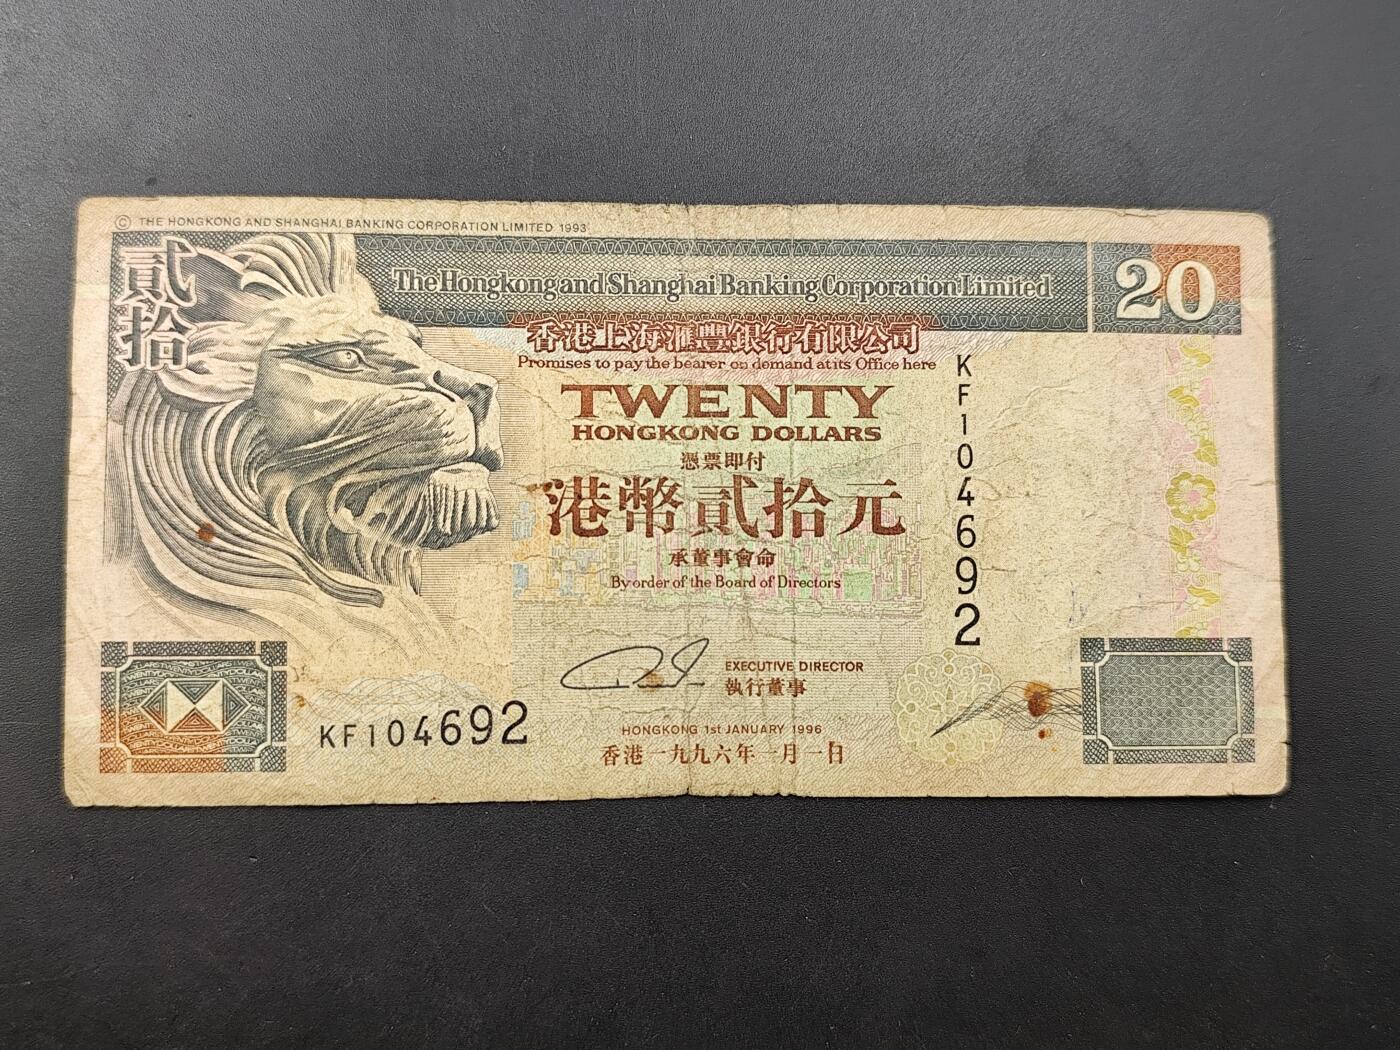 © THE HONGKONG AND SHANGHAI BANKING CORPORATION LIMITED 1993
貳拾
The Hongkong and Shanghai Banking Corporation Limited
20
香港上海滙豐銀行有限公司
Promises to pay the bearer on demand at its Office here
TWENTY
HONGKONG DOLLARS
憑票即付
港幣貳拾元
承董事會命
By order of the Board of Directors
KF104692
EXECUTIVE DIRECTOR
執行董事
KF104692
HONGKONG 1st JANUARY 1996
香港一九九六年一月一日